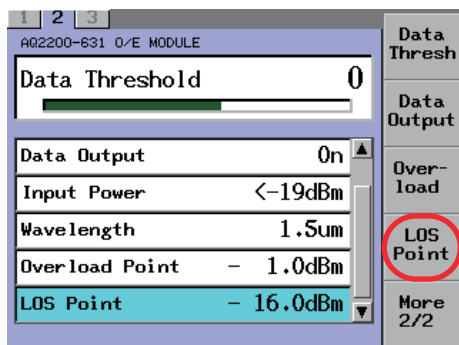 1 2 3
AQ2200-631 O/E MODULE
Data Threshold 0
Data Output On
Input Power <-19dBm
Wavelength 1.5um
Overload Point - 1.0dBm
LOS Point - 16.0dBm
Data
Thresh
Data
Output
Over-
load
LOS
Point
More
2/2